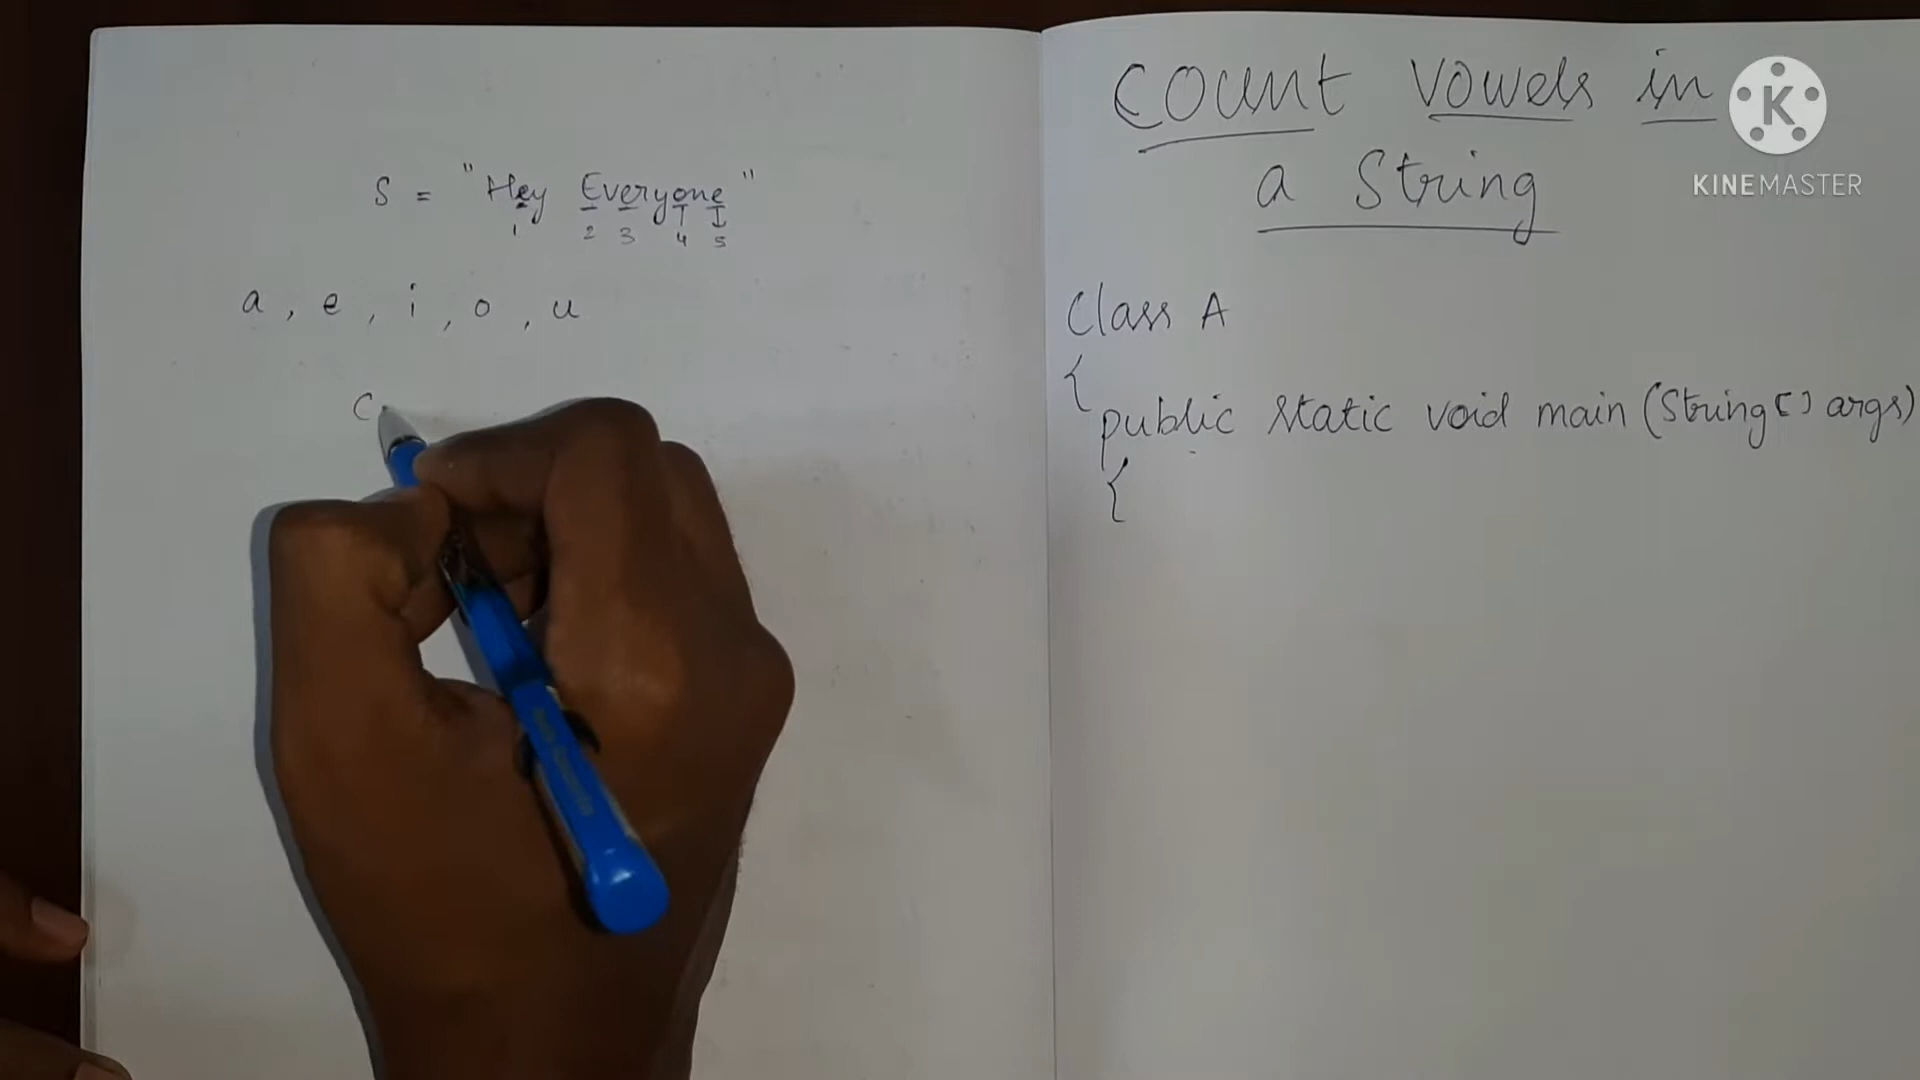 S = "Hey Everyone"
1 2 3 4 5
a , e , i , o , u
C
Count Vowels in
a String
Class A
{
public static void main (String [] args)
{
K
KINEMASTER